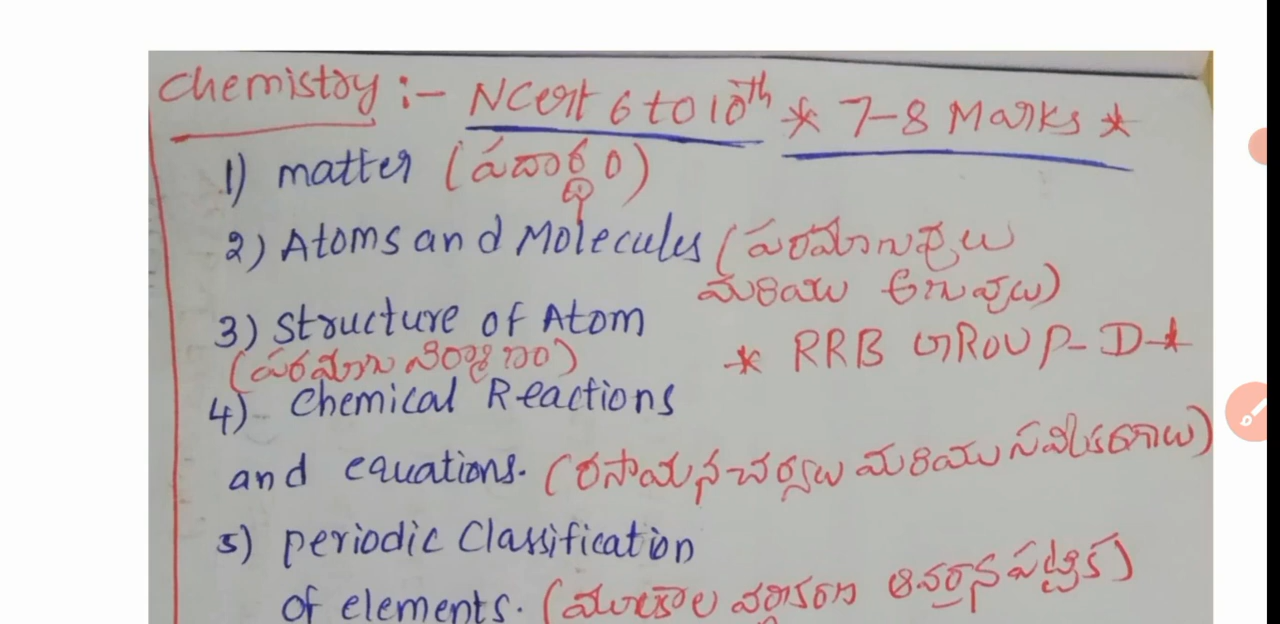 Chemistry :- NCert 6 to 10th * 7-8 Marks *
1) matter (పదార్థం)
2) Atoms and Molecules (పరమాణువులు
మరియు అణువులు)
3) Structure of Atom
(పరమాణు నిర్మాణం) * RRB GROUP-D *
4) Chemical Reactions
and equations. (రసాయన చర్యలు మరియు సమీకరణాలు)
5) periodic Classification
of elements. (మూలకాల వర్గీకరణ ఆవర్తన పట్టిక)